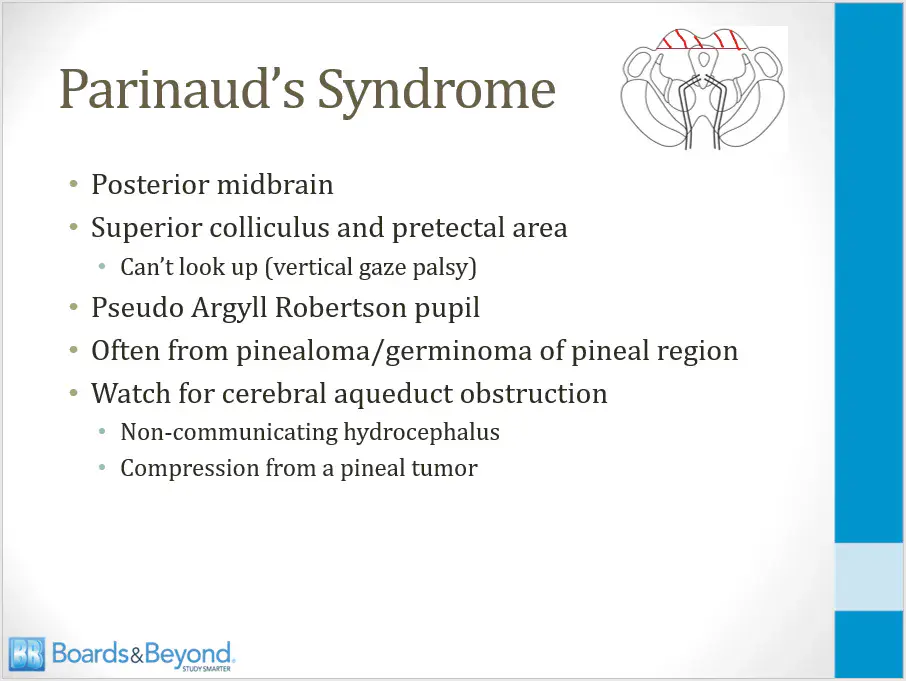 Parinaud’s Syndrome
• Posterior midbrain
• Superior colliculus and pretectal area
• Can’t look up (vertical gaze palsy)
• Pseudo Argyll Robertson pupil
• Often from pinealoma/germinoma of pineal region
• Watch for cerebral aqueduct obstruction
• Non-communicating hydrocephalus
• Compression from a pineal tumor
BB Boards&Beyond.
STUDY SMARTER